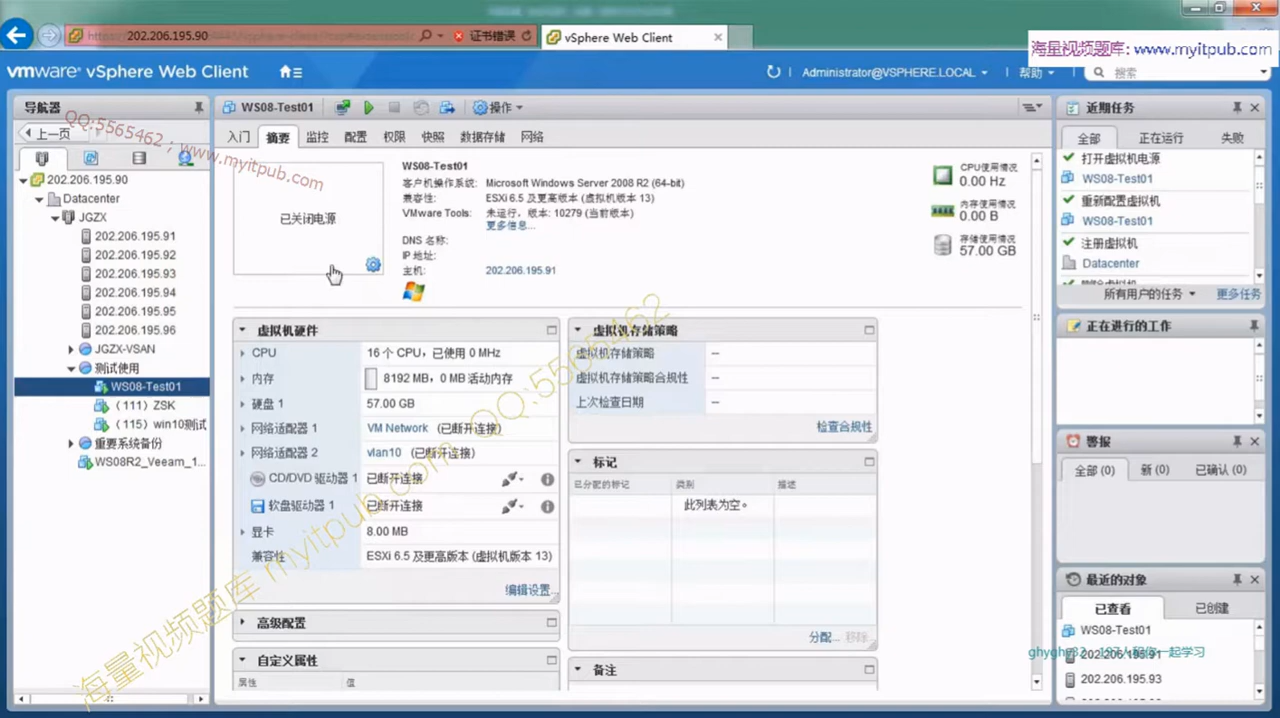 202.206.195.90
证书错误
vSphere Web Client
海量视频题库: www.myitpub.com
vmware® vSphere Web Client
Administrator@VSPHERE.LOCAL
帮助
搜索
导航器
上一页
QQ:5565462 ; www.myitpub.com
202.206.195.90
Datacenter
JGZX
202.206.195.91
202.206.195.92
202.206.195.93
202.206.195.94
202.206.195.95
202.206.195.96
JGZX-VSAN
测试使用
WS08-Test01
（111）ZSK
（115）win10测试
重要系统备份
WS08R2_Veeam_1...
WS08-Test01
操作
入门 摘要 监控 配置 权限 快照 数据存储 网络
已关闭电源
WS08-Test01
客户机操作系统: Microsoft Windows Server 2008 R2 (64-bit)
兼容性: ESXi 6.5 及更高版本 (虚拟机版本 13)
VMware Tools: 未运行，版本: 10279 (当前版本)
更多信息...
DNS 名称:
IP 地址:
主机: 202.206.195.91
CPU使用情况
0.00 Hz
内存使用情况
0.00 B
存储使用情况
57.00 GB
虚拟机硬件
CPU 16 个 CPU，已使用 0 MHz
内存 8192 MB，0 MB 活动内存
硬盘 1 57.00 GB
网络适配器 1 VM Network (已断开连接)
网络适配器 2 vlan10 (已断开连接)
CD/DVD 驱动器 1 已断开连接
软盘驱动器 1 已断开连接
显卡 8.00 MB
兼容性 ESXi 6.5 及更高版本 (虚拟机版本 13)
编辑设置...
高级配置
自定义属性
属性 值
虚拟机存储策略
虚拟机存储策略 --
虚拟机存储策略合规性 --
上次检查日期 --
检查合规性
标记
已分配的标记 类别 描述
此列表为空。
分配... 移除...
备注
近期任务
全部 正在运行 失败
打开虚拟机电源
WS08-Test01
重新配置虚拟机
WS08-Test01
注册虚拟机
Datacenter
所有用户的任务 更多任务
正在进行的工作
警报
全部 (0) 新 (0) 已确认 (0)
最近的对象
已查看 已创建
WS08-Test01
202.206.195.91
202.206.195.93
海量视频题库 myitpub.com QQ:5565462